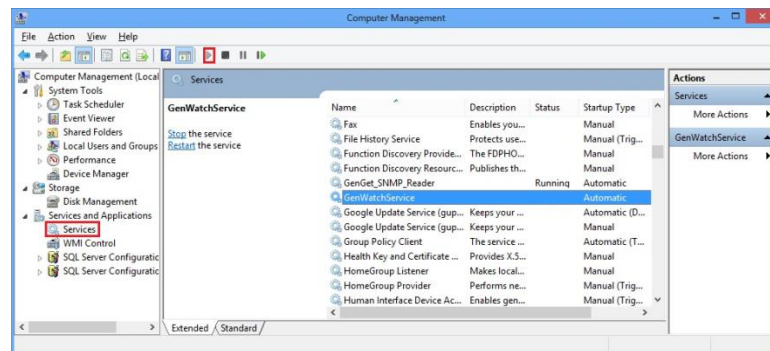 Computer Management
File Action View Help
Computer Management (Local
System Tools
Task Scheduler
Event Viewer
Shared Folders
Local Users and Groups
Performance
Device Manager
Storage
Disk Management
Services and Applications
Services
WMI Control
SQL Server Configuratic
SQL Server Configuratic
Services
GenWatchService
Stop the service
Restart the service
Name Description Status Startup Type
Fax Enables you... Manual
File History Service Protects use... Manual (Trig...
Function Discovery Provide... The FDPHO... Manual
Function Discovery Resourc... Publishes th... Manual
GenGet_SNMP_Reader Running Automatic
GenWatchService Automatic
Google Update Service (gup... Keeps your ... Automatic (D...
Google Update Service (gup... Keeps your ... Manual
Group Policy Client The service ... Automatic (T...
Health Key and Certificate ... Provides X.5... Manual
HomeGroup Listener Makes local... Manual
HomeGroup Provider Performs ne... Manual (Trig...
Human Interface Device Ac... Enables gen... Manual (Trig...
Extended Standard
Actions
Services
More Actions
GenWatchService
More Actions